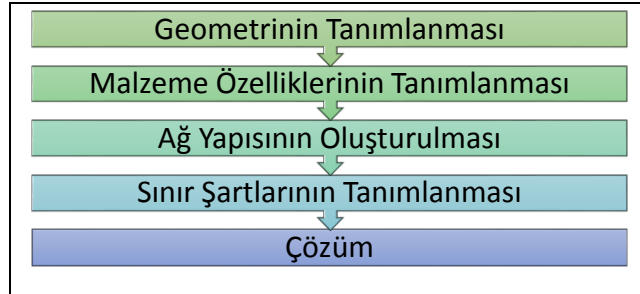 Geometrinin Tanımlanması
Malzeme Özelliklerinin Tanımlanması
Ağ Yapısının Oluşturulması
Sınır Şartlarının Tanımlanması
Çözüm